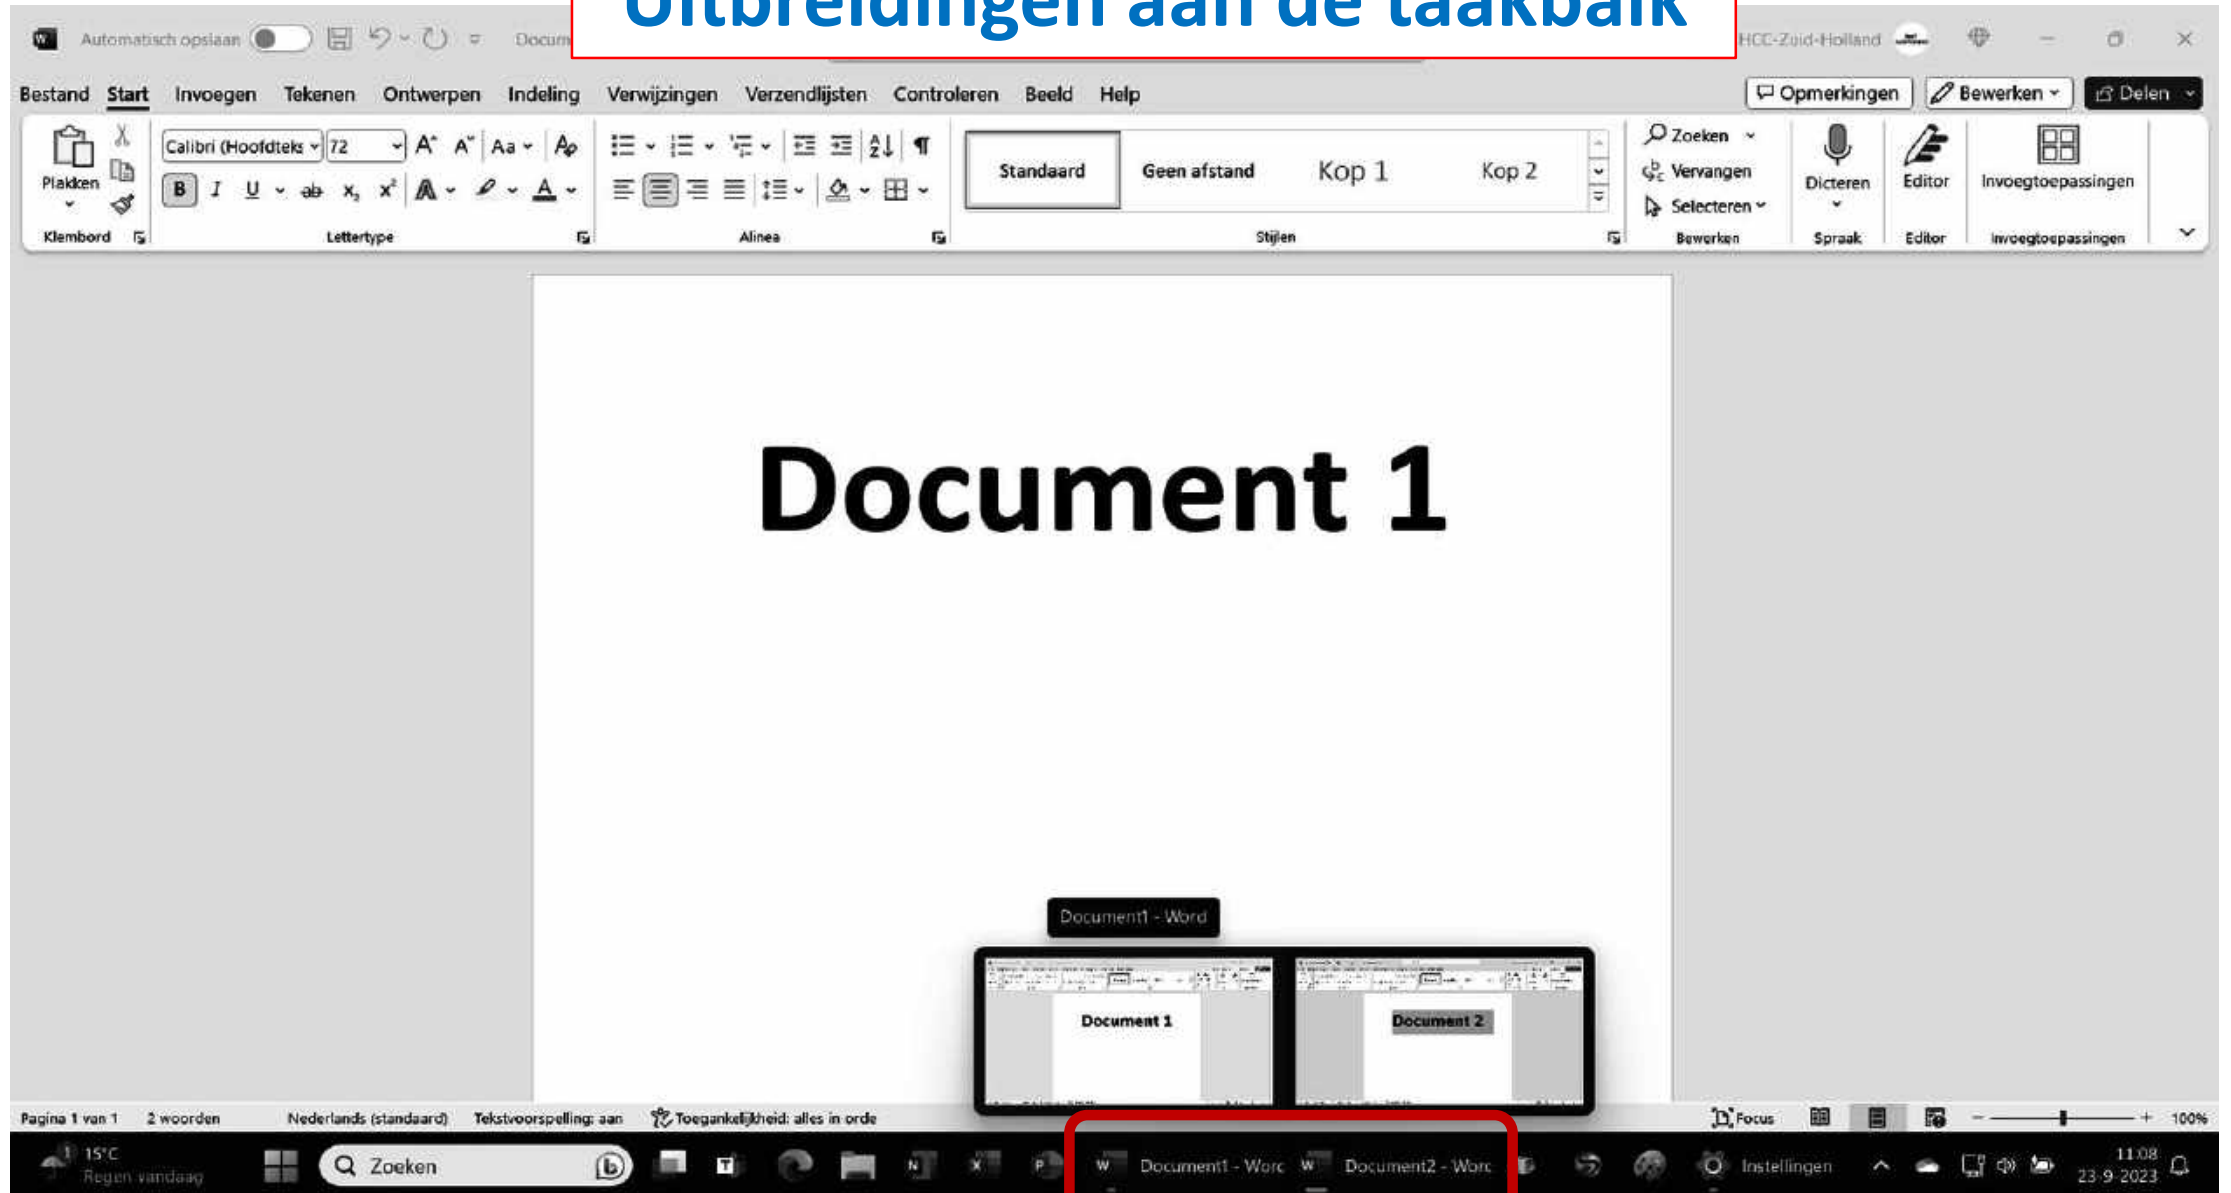 Uitbreidingen aan de taakbalk
Automatisch opslaan
Docum
HCC-Zuid-Holland
Bestand Start Invoegen Tekenen Ontwerpen Indeling Verwijzingen Verzendlijsten Controleren Beeld Help
Opmerkingen Bewerken Delen
Plakken
Klembord
Calibri (Hoofdteks 72
Lettertype
Alinea
Standaard Geen afstand Kop 1 Kop 2
Stijlen
Zoeken
Vervangen
Selecteren
Bewerken
Dicteren
Spraak
Editor
Editor
Invoegtoepassingen
Invoegtoepassingen
Document 1
Document1 - Word
Document 1
Document 2
Pagina 1 van 1 2 woorden Nederlands (standaard) Tekstvoorspelling: aan Toegankelijkheid: alles in orde
Focus
100%
15°C
Regen vandaag
Zoeken
Document1 - Worc
Document2 - Worc
Instellingen
11:08
23-9-2023